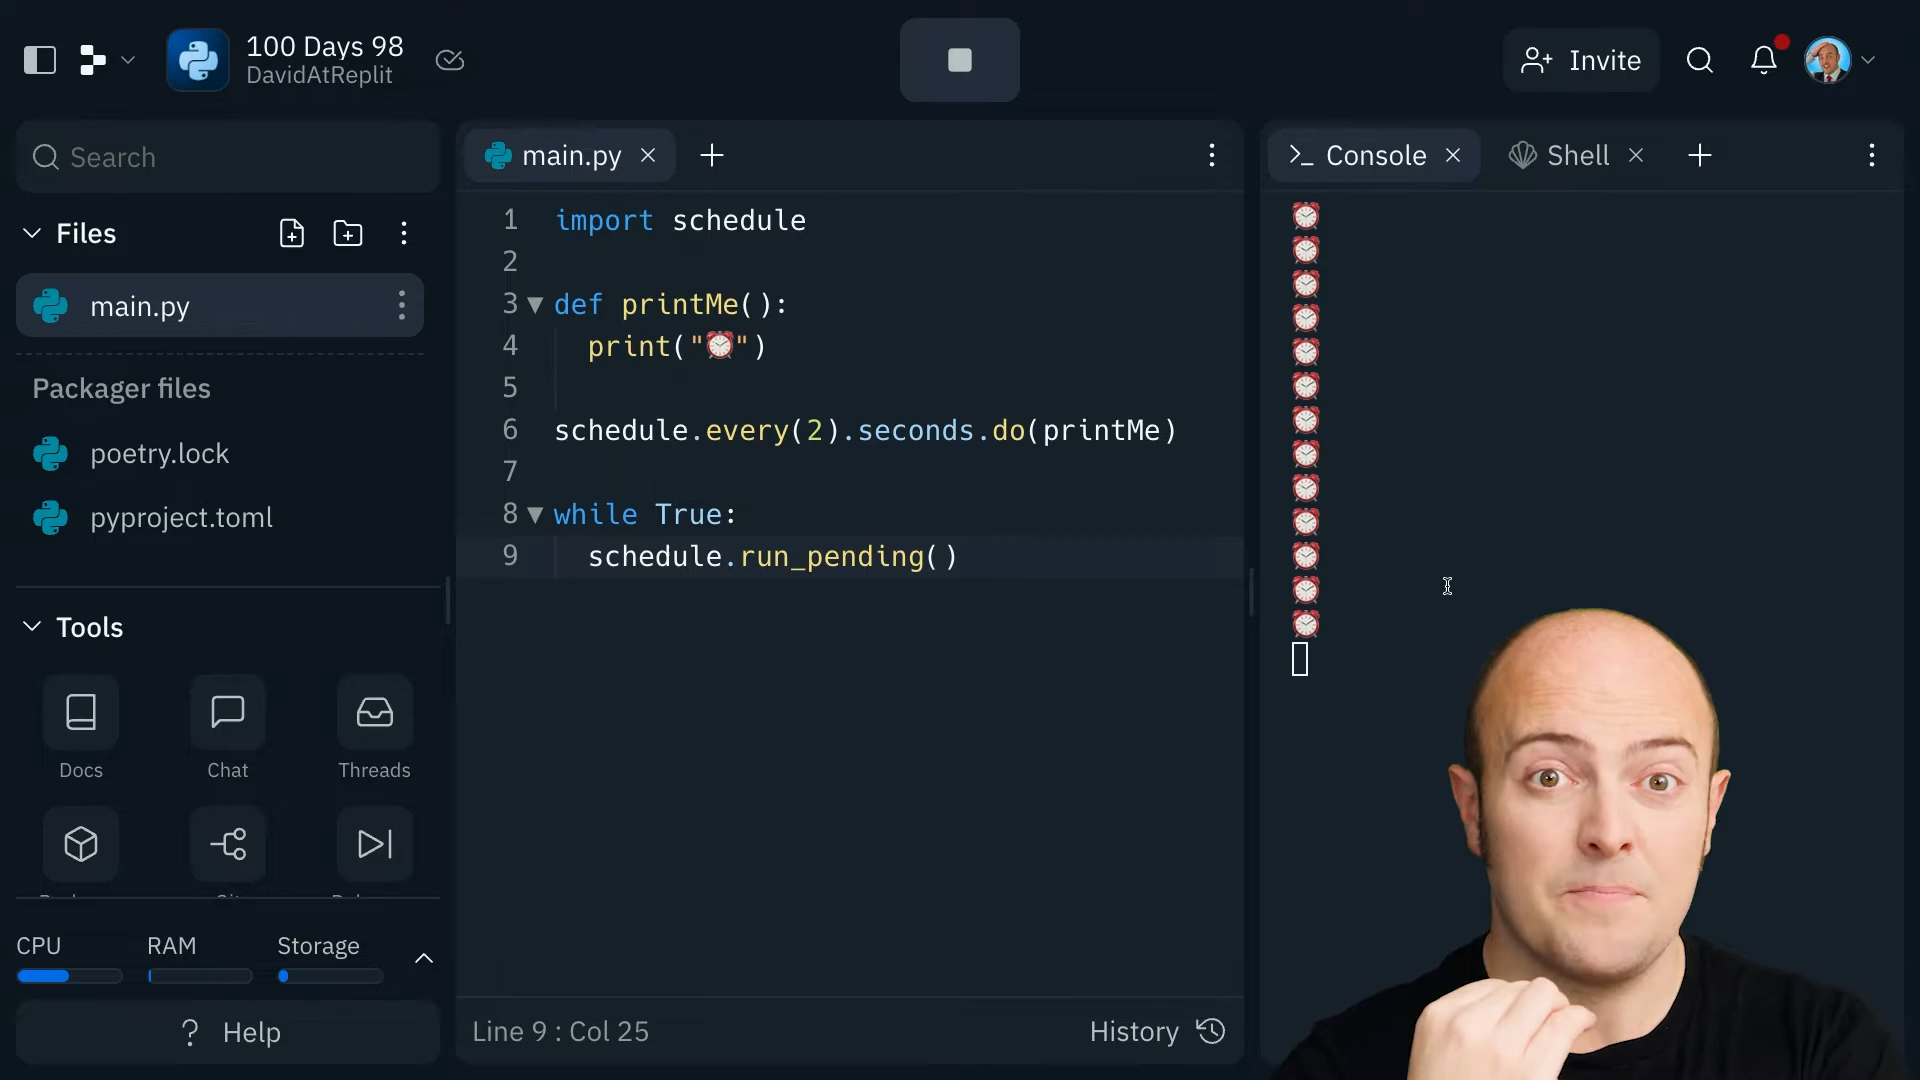 100 Days 98
DavidAtReplit
Invite
Search
Files
main.py
Packager files
poetry.lock
pyproject.toml
Tools
Docs
Chat
Threads
CPU
RAM
Storage
? Help
main.py
1 import schedule
2
3 def printMe():
4 print("⏰")
5
6 schedule.every(2).seconds.do(printMe)
7
8 while True:
9 schedule.run_pending()
Line 9 : Col 25
History
Console
Shell
⏰
⏰
⏰
⏰
⏰
⏰
⏰
⏰
⏰
⏰
⏰
⏰
⏰